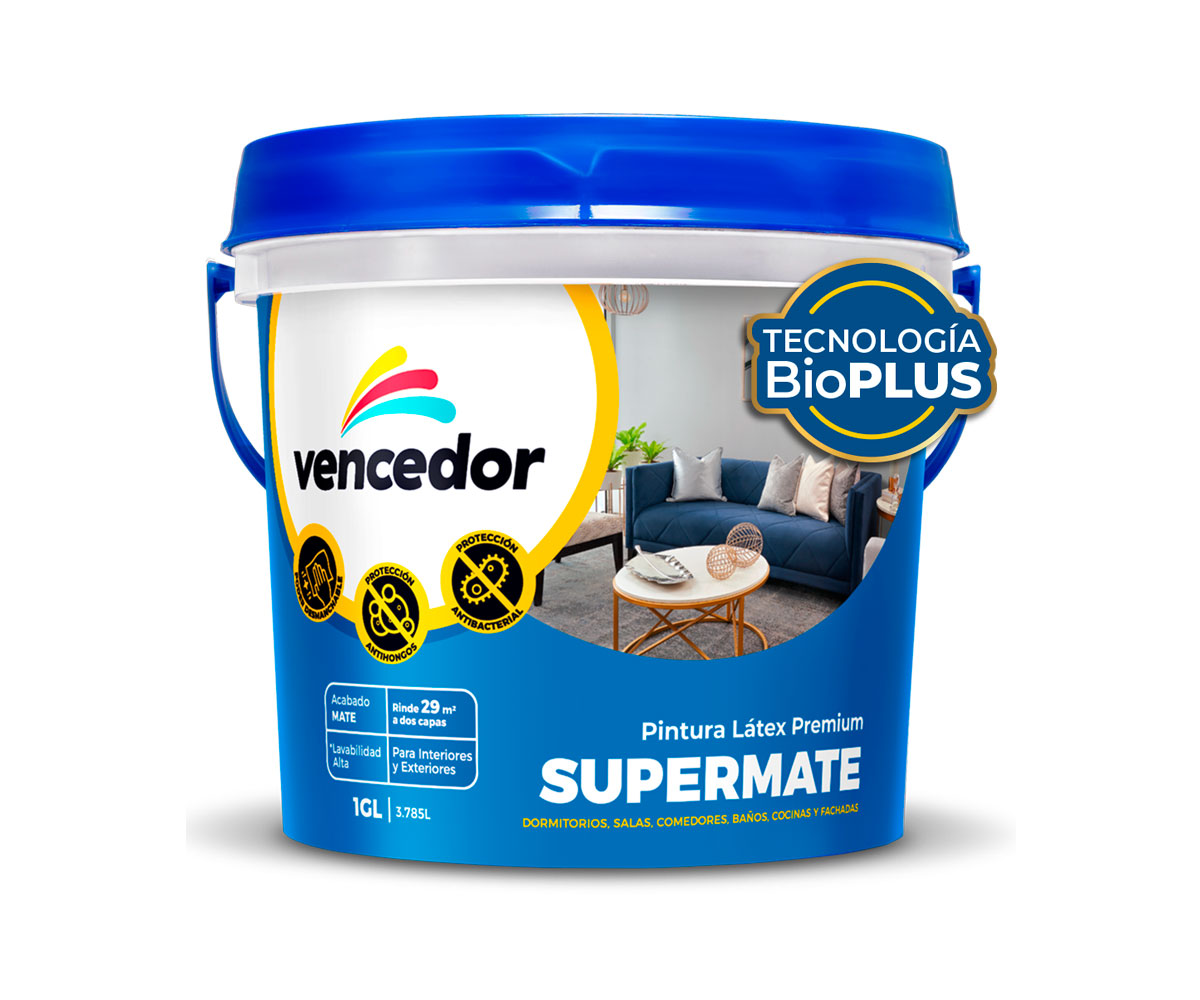 TECNOLOGÍA
BioPLUS
vencedor
DESMANCHABLE
PROTECCIÓN
ANTIHONGOS
PROTECCIÓN
ANTIBACTERIAL
Acabado
MATE
Rinde 29 m²
a dos capas
*Lavabilidad
Alta
Para Interiores
y Exteriores
1GL | 3.785L
Pintura Látex Premium
SUPERMATE
DORMITORIOS, SALAS, COMEDORES, BAÑOS, COCINAS Y FACHADAS